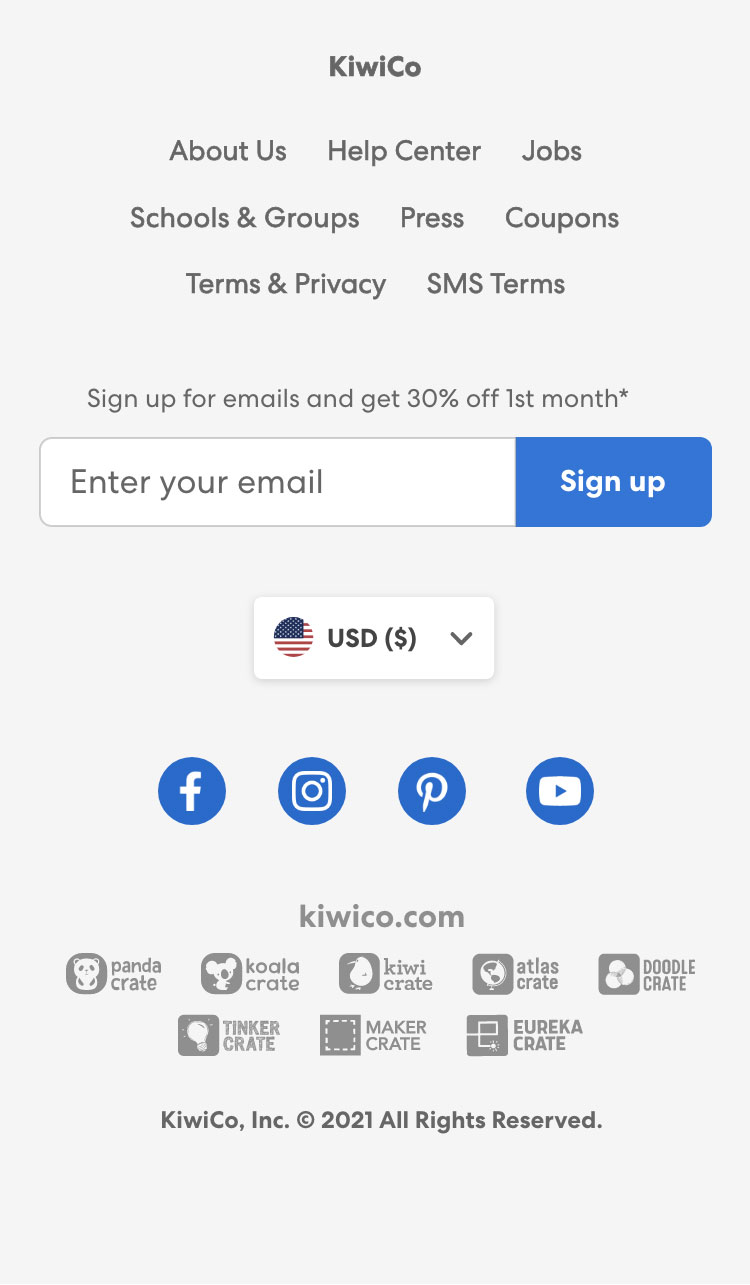 KiwiCo
About Us Help Center Jobs
Schools & Groups Press Coupons
Terms & Privacy SMS Terms
Sign up for emails and get 30% off 1st month*
Enter your email Sign up
USD ($)
kiwico.com
panda crate koala crate kiwi crate atlas crate DOODLE CRATE
TINKER CRATE MAKER CRATE EUREKA CRATE
KiwiCo, Inc. © 2021 All Rights Reserved.